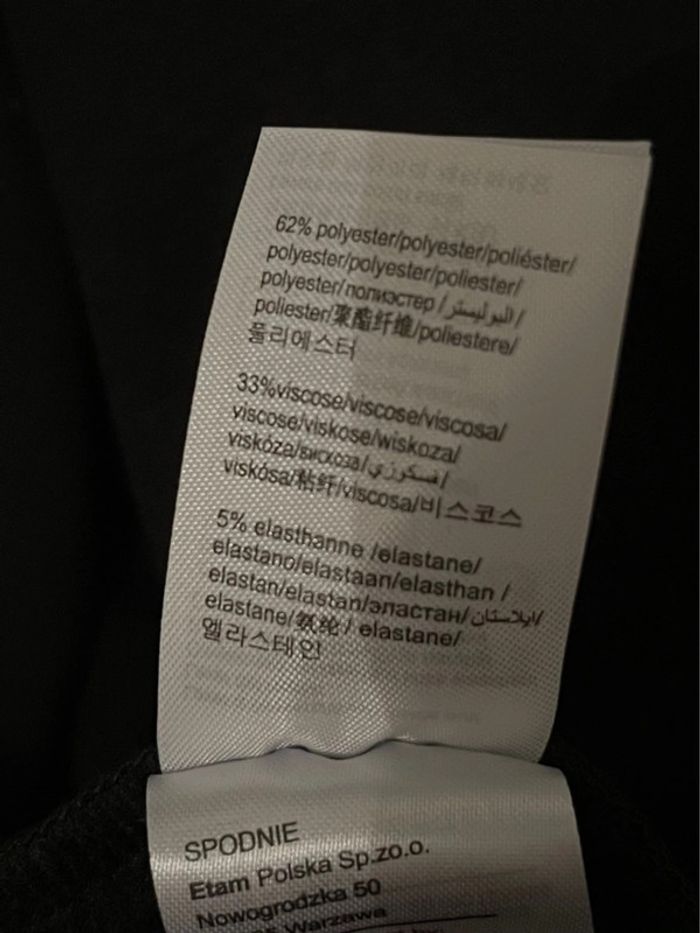 62% polyester/polyester/poliéster/
polyester/polyester/poliester/
polyester/полиэстер /البوليستر /
poliester/聚酯纤维/poliestere/
폴리에스터
33%viscose/viscose/viscosa/
viscose/viskose/wiskoza/
viskóza/вискоза/فسكوزي/
viskósa/粘纤/viscosa/비스코스
5% elasthanne /elastane/
elastano/elastaan/elasthan /
elastan/elastan/эластан/ايلاستان/
elastane/氨纶/ elastane/
엘라스테인
SPODNIE
Etam Polska Sp.zo.o.
Nowogrodzka 50
Warzawa